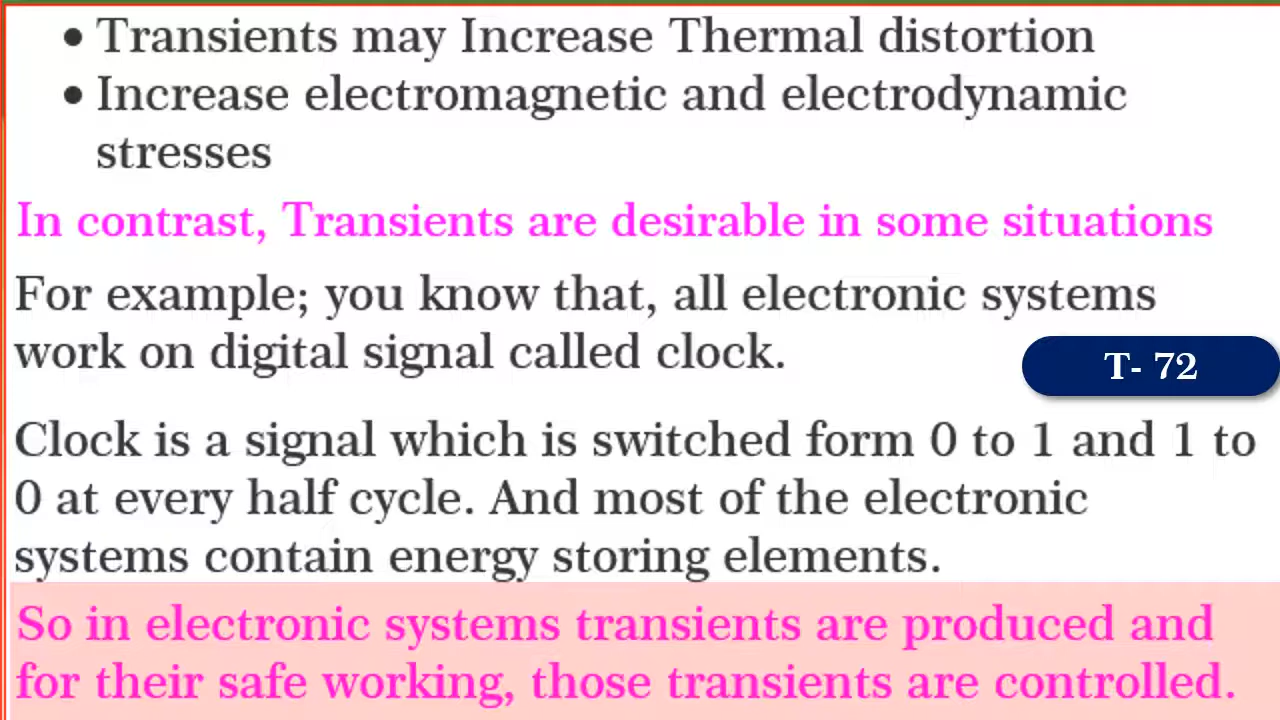 • Transients may Increase Thermal distortion
• Increase electromagnetic and electrodynamic
stresses
In contrast, Transients are desirable in some situations
For example; you know that, all electronic systems
work on digital signal called clock.
T- 72
Clock is a signal which is switched form 0 to 1 and 1 to
0 at every half cycle. And most of the electronic
systems contain energy storing elements.
So in electronic systems transients are produced and
for their safe working, those transients are controlled.